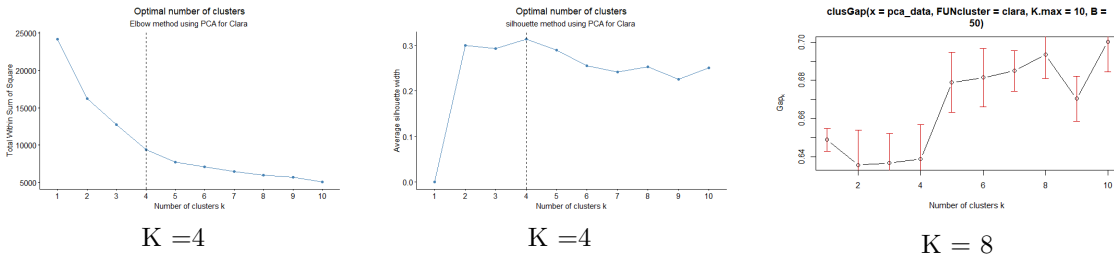 Optimal number of clusters
Elbow method using PCA for Clara
25000
20000
15000
10000
5000
Total Within Sum of Square
1 2 3 4 5 6 7 8 9 10
Number of clusters k
K =4
Optimal number of clusters
silhouette method using PCA for Clara
0.3
0.2
0.1
0.0
Average silhouette width
1 2 3 4 5 6 7 8 9 10
Number of clusters k
K =4
clusGap(x = pca_data, FUNcluster = clara, K.max = 10, B =
50)
0.70
0.68
0.66
0.64
Gapk
2 4 6 8 10
Number of clusters k
K = 8